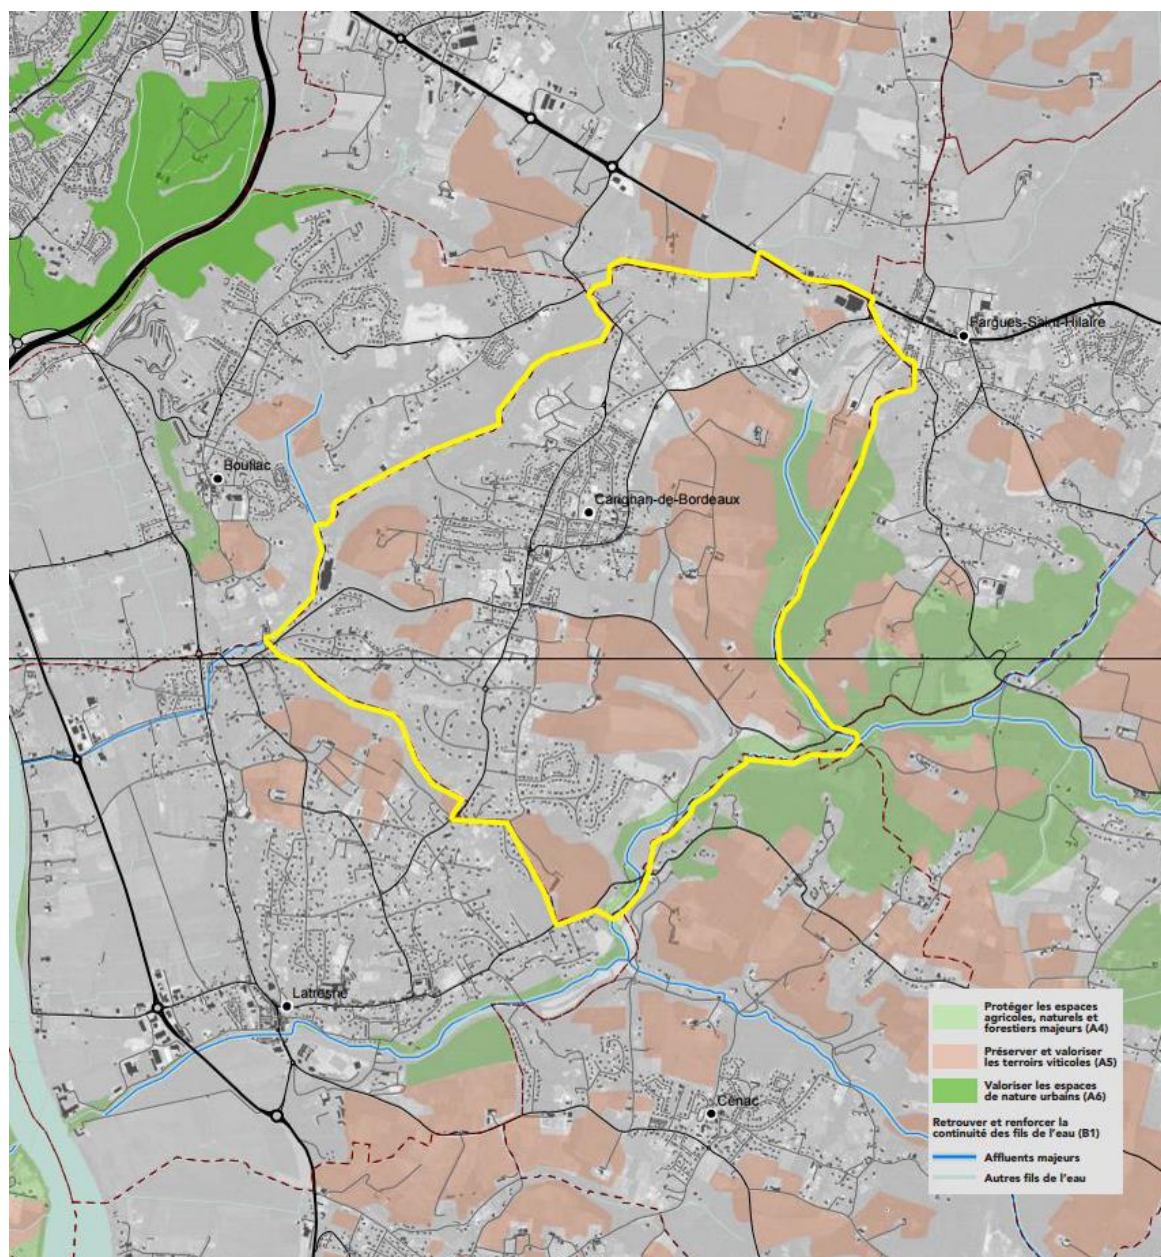 Fargues-Saint-Hilaire
Bouliac
Carignan-de-Bordeaux
Latresne
Cénac
Protéger les espaces
agricoles, naturels et
forestiers majeurs (A4)
Préserver et valoriser
les terroirs viticoles (A5)
Valoriser les espaces
de nature urbains (A6)
Retrouver et renforcer la
continuité des fils de l'eau (B1)
Affluents majeurs
Autres fils de l'eau